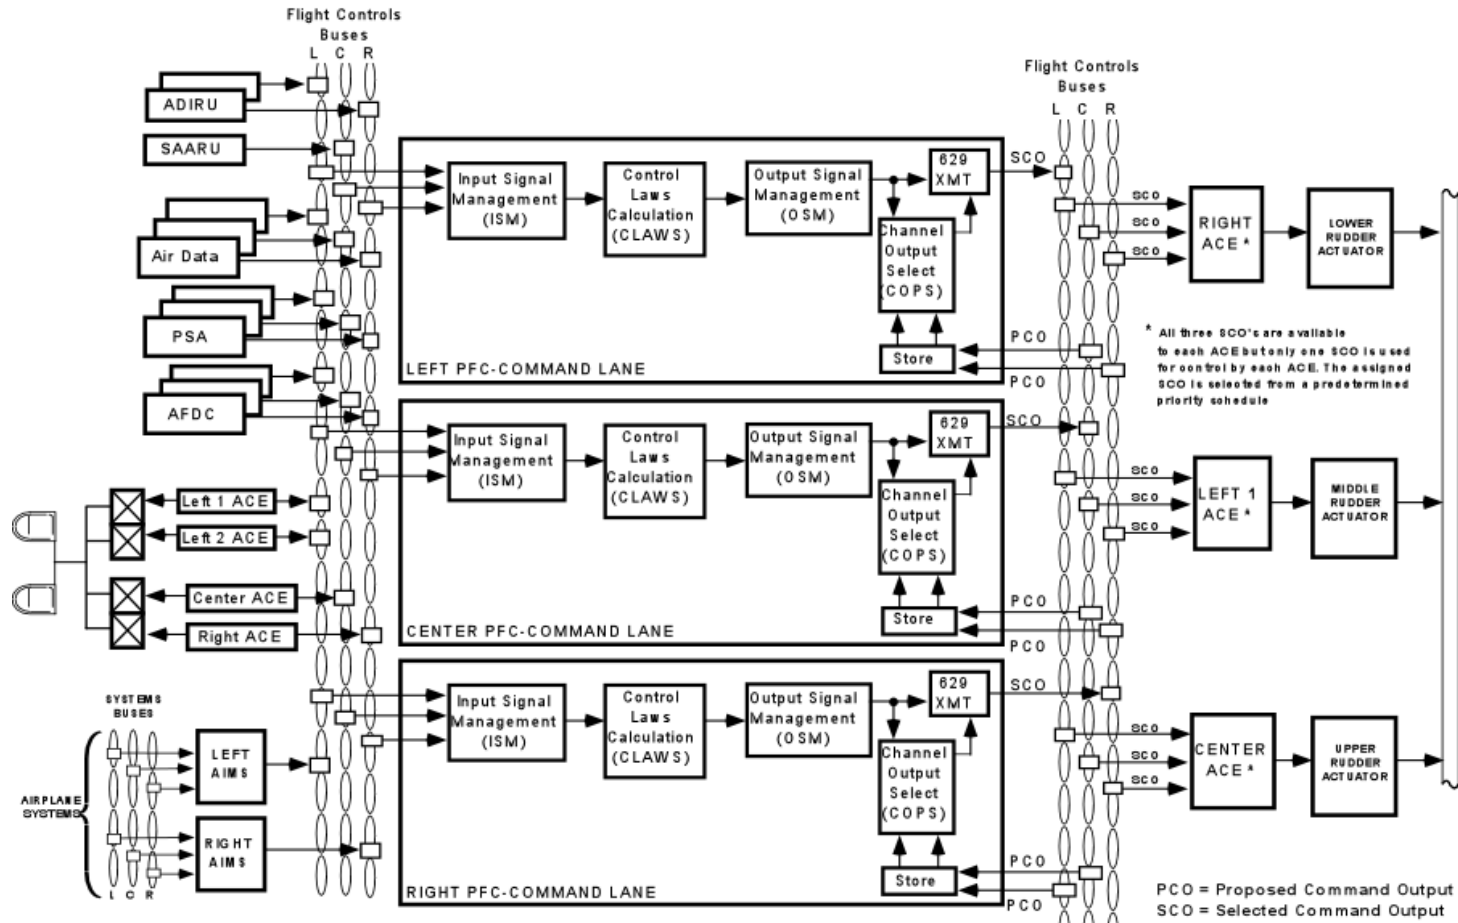 Flight Controls
Buses
L C R
ADIRU
SAARU
Air Data
PSA
AFDC
Left 1 ACE
Left 2 ACE
Center ACE
Right ACE
SYSTEMS
BUSES
AIRPLANE
SYSTEMS
LEFT
AIMS
RIGHT
AIMS
L C R
Input Signal
Management
(ISM)
Control
Laws
Calculation
(CLAWS)
Output Signal
Management
(OSM)
629
XMT
Channel
Output
Select
(COPS)
Store
LEFT PFC-COMMAND LANE
SCO
PCO
PCO
Input Signal
Management
(ISM)
Control
Laws
Calculation
(CLAWS)
Output Signal
Management
(OSM)
629
XMT
Channel
Output
Select
(COPS)
Store
CENTER PFC-COMMAND LANE
SCO
PCO
PCO
Input Signal
Management
(ISM)
Control
Laws
Calculation
(CLAWS)
Output Signal
Management
(OSM)
629
XMT
Channel
Output
Select
(COPS)
Store
RIGHT PFC-COMMAND LANE
SCO
PCO
PCO
Flight Controls
Buses
L C R
SCO
SCO
SCO
RIGHT
ACE *
LOWER
RUDDER
ACTUATOR
* All three SCO's are available
to each ACE but only one SCO is used
for control by each ACE. The assigned
SCO is selected from a predetermined
priority schedule
SCO
SCO
SCO
LEFT 1
ACE *
MIDDLE
RUDDER
ACTUATOR
SCO
SCO
SCO
CENTER
ACE *
UPPER
RUDDER
ACTUATOR
PCO = Proposed Command Output
SCO = Selected Command Output